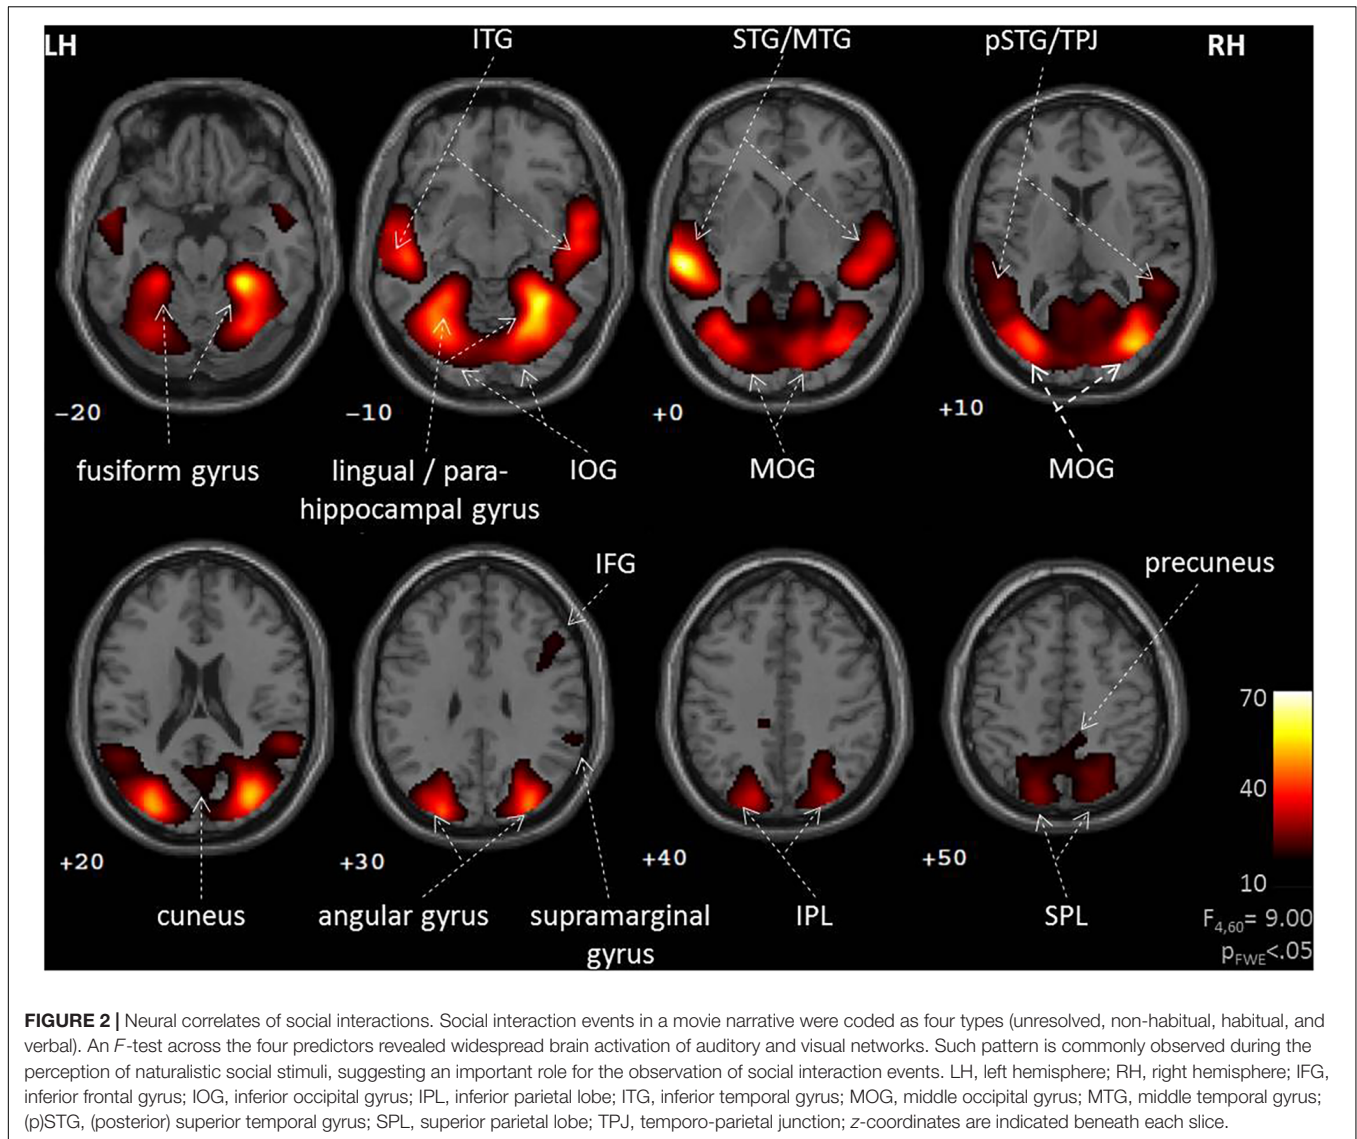 LH
ITG
STG/MTG
pSTG/TPJ
RH
−20
−10
+0
+10
fusiform gyrus
lingual / para-
hippocampal gyrus
IOG
MOG
MOG
IFG
precuneus
+20
+30
+40
+50
cuneus
angular gyrus
supramarginal
gyrus
IPL
SPL
70
40
10
F4,60= 9.00
pFWE<.05
FIGURE 2 | Neural correlates of social interactions. Social interaction events in a movie narrative were coded as four types (unresolved, non-habitual, habitual, and
verbal). An F-test across the four predictors revealed widespread brain activation of auditory and visual networks. Such pattern is commonly observed during the
perception of naturalistic social stimuli, suggesting an important role for the observation of social interaction events. LH, left hemisphere; RH, right hemisphere; IFG,
inferior frontal gyrus; IOG, inferior occipital gyrus; IPL, inferior parietal lobe; ITG, inferior temporal gyrus; MOG, middle occipital gyrus; MTG, middle temporal gyrus;
(p)STG, (posterior) superior temporal gyrus; SPL, superior parietal lobe; TPJ, temporo-parietal junction; z-coordinates are indicated beneath each slice.